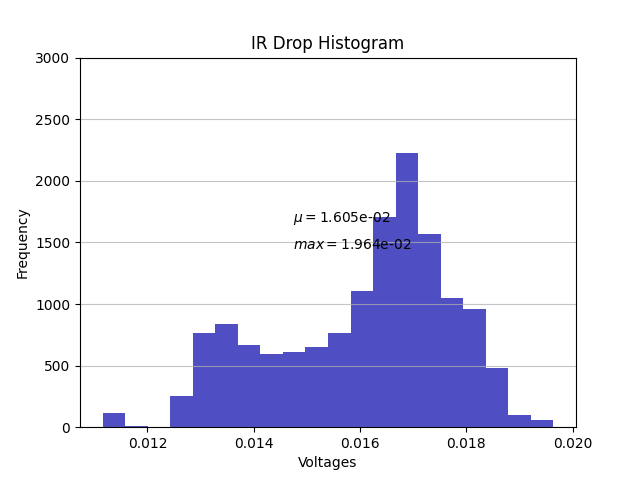 IR Drop Histogram
3000
2500
2000
1500
1000
500
0
Frequency
μ = 1.605e-02
max = 1.964e-02
0.012 0.014 0.016 0.018 0.020
Voltages